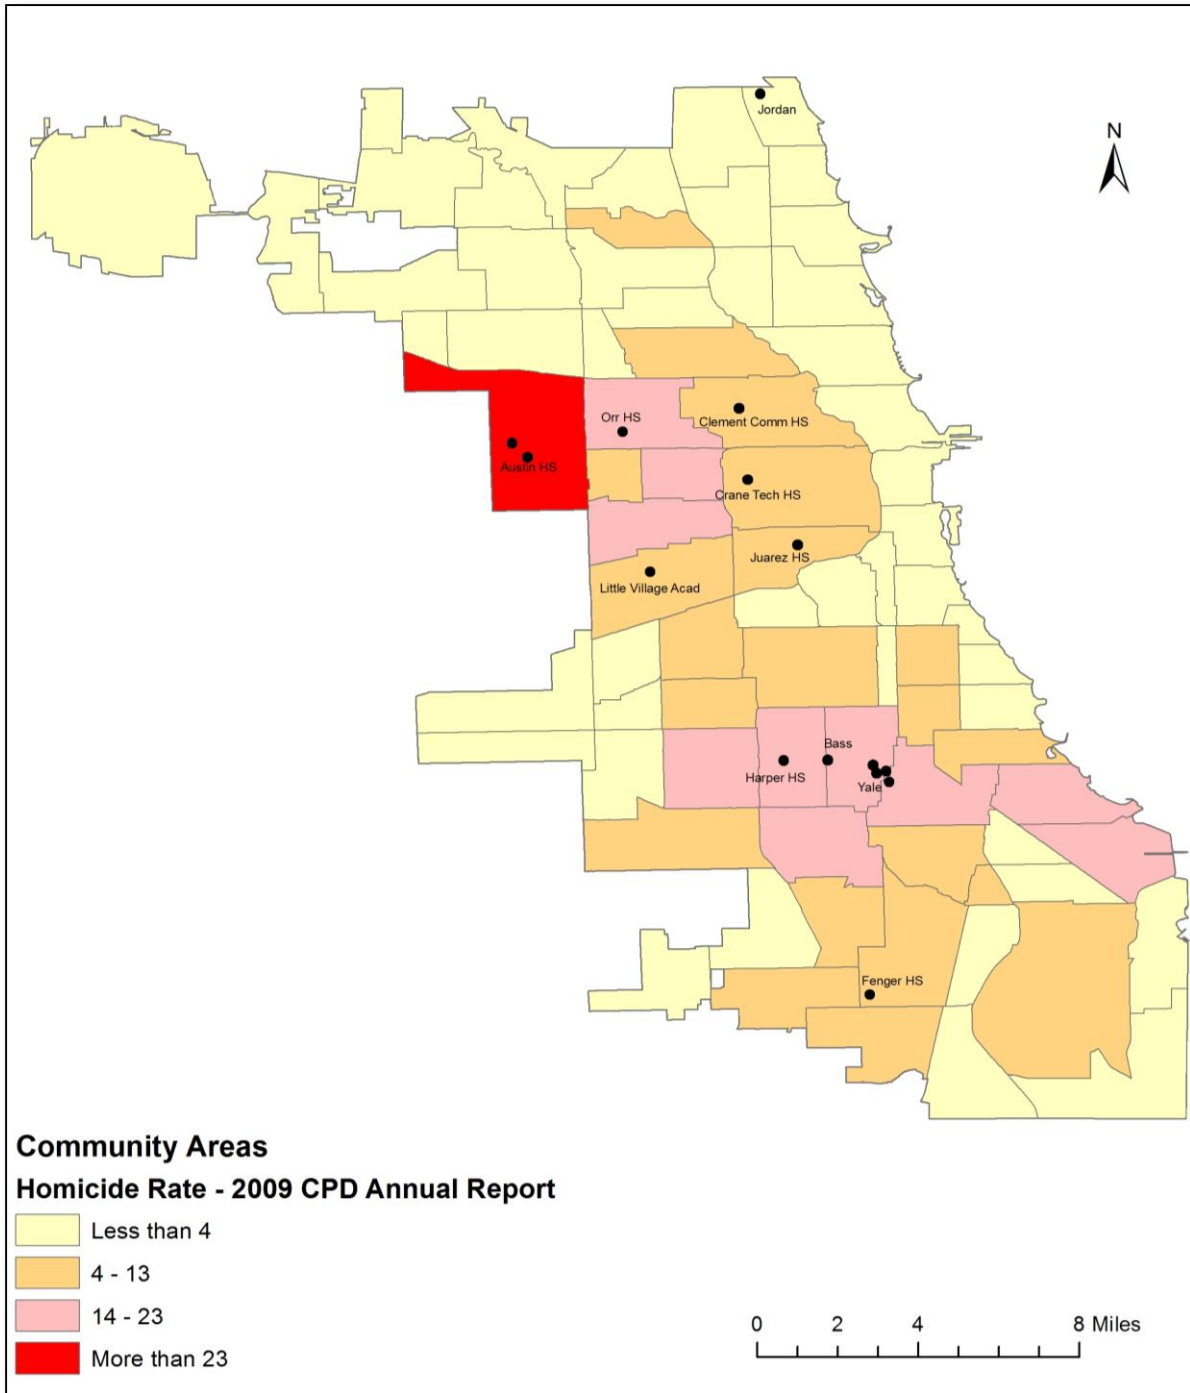 Jordan
N
Orr HS
Clement Comm HS
Austin HS
Crane Tech HS
Juarez HS
Little Village Acad
Bass
Harper HS
Yale
Fenger HS
Community Areas
Homicide Rate - 2009 CPD Annual Report
Less than 4
4 - 13
14 - 23
More than 23
0 2 4 8 Miles